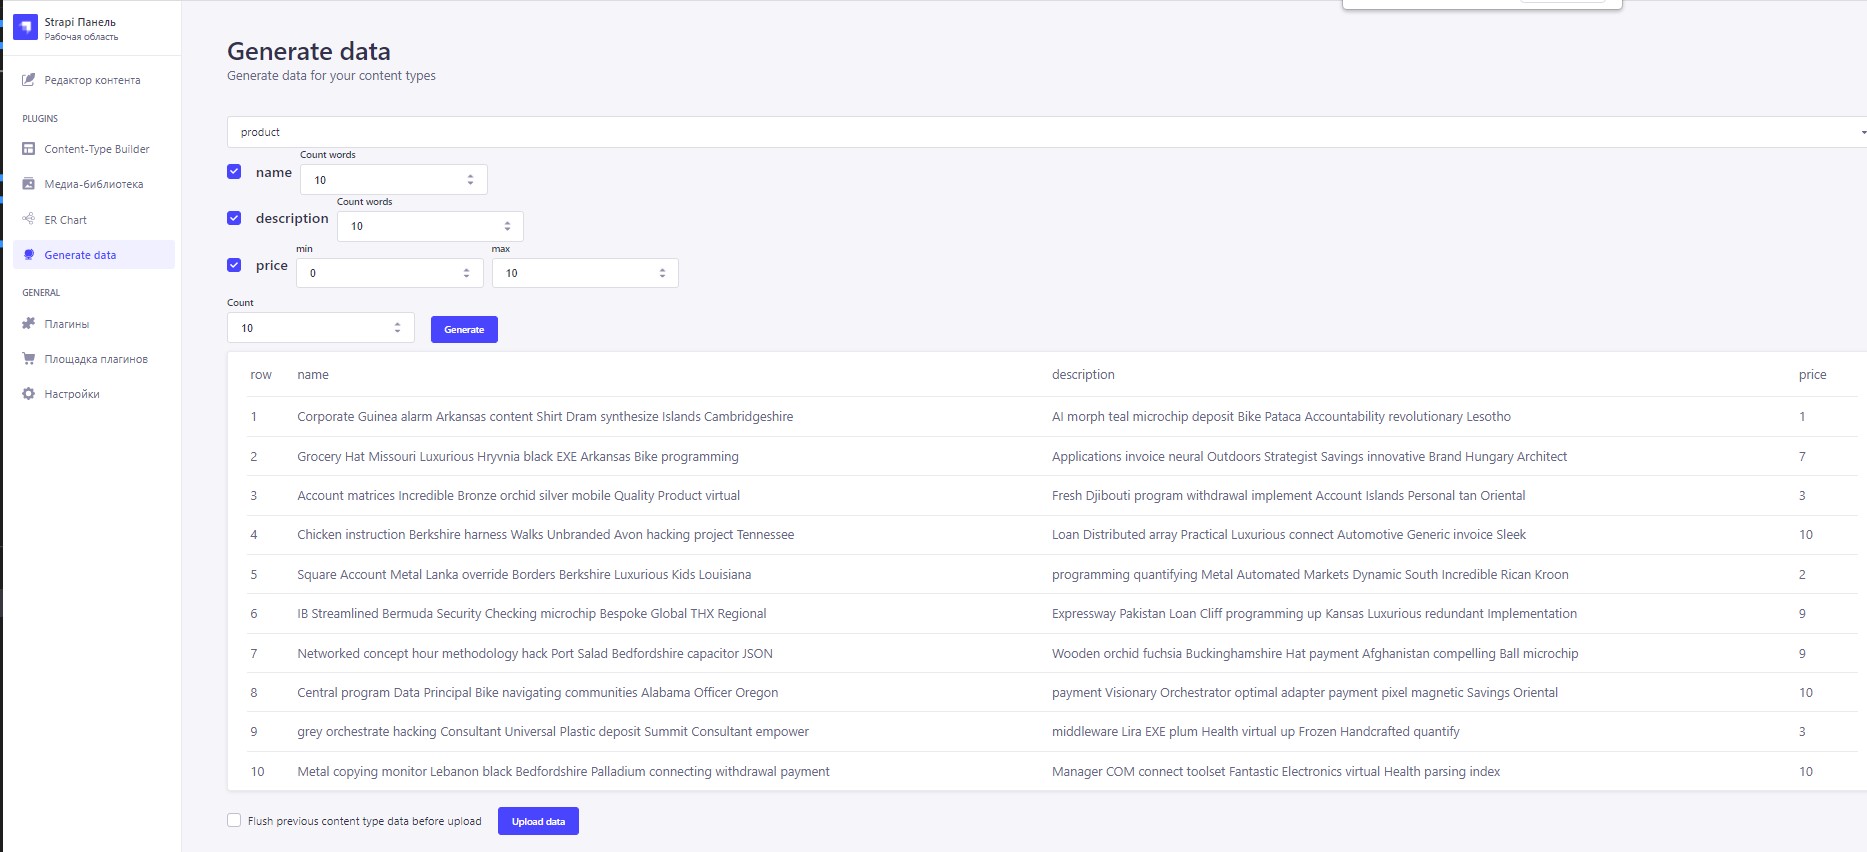 Strapi Панель
Рабочая область
Редактор контента
PLUGINS
Content-Type Builder
Медиа-библиотека
ER Chart
Generate data
GENERAL
Плагины
Площадка плагинов
Настройки
Generate data
Generate data for your content types
product
name
Count words
10
description
Count words
10
price
min
0
max
10
Count
10
Generate
row name description price
1 Corporate Guinea alarm Arkansas content Shirt Dram synthesize Islands Cambridgeshire AI morph teal microchip deposit Bike Pataca Accountability revolutionary Lesotho 1
2 Grocery Hat Missouri Luxurious Hryvnia black EXE Arkansas Bike programming Applications invoice neural Outdoors Strategist Savings innovative Brand Hungary Architect 7
3 Account matrices Incredible Bronze orchid silver mobile Quality Product virtual Fresh Djibouti program withdrawal implement Account Islands Personal tan Oriental 3
4 Chicken instruction Berkshire harness Walks Unbranded Avon hacking project Tennessee Loan Distributed array Practical Luxurious connect Automotive Generic invoice Sleek 10
5 Square Account Metal Lanka override Borders Berkshire Luxurious Kids Louisiana programming quantifying Metal Automated Markets Dynamic South Incredible Rican Kroon 2
6 IB Streamlined Bermuda Security Checking microchip Bespoke Global THX Regional Expressway Pakistan Loan Cliff programming up Kansas Luxurious redundant Implementation 9
7 Networked concept hour methodology hack Port Salad Bedfordshire capacitor JSON Wooden orchid fuchsia Buckinghamshire Hat payment Afghanistan compelling Ball microchip 9
8 Central program Data Principal Bike navigating communities Alabama Officer Oregon payment Visionary Orchestrator optimal adapter payment pixel magnetic Savings Oriental 10
9 grey orchestrate hacking Consultant Universal Plastic deposit Summit Consultant empower middleware Lira EXE plum Health virtual up Frozen Handcrafted quantify 3
10 Metal copying monitor Lebanon black Bedfordshire Palladium connecting withdrawal payment Manager COM connect toolset Fantastic Electronics virtual Health parsing index 10
Flush previous content type data before upload
Upload data